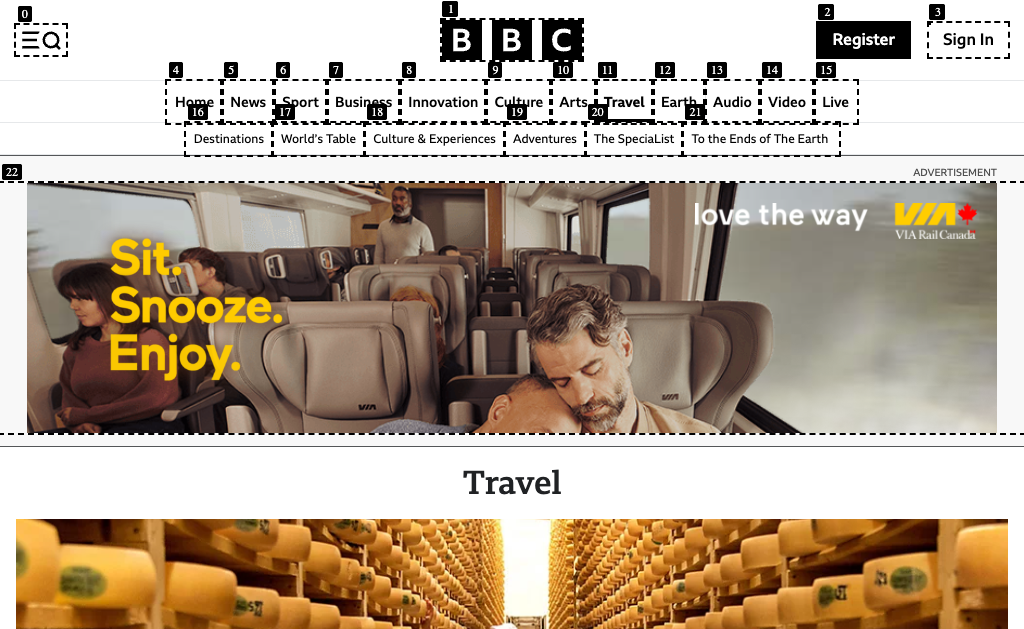 0
1
BBC
2
Register
3
Sign In
4
Home
5
News
6
Sport
7
Business
8
Innovation
9
Culture
10
Arts
11
Travel
12
Earth
13
Audio
14
Video
15
Live
16
Destinations
17
World's Table
18
Culture & Experiences
19
Adventures
20
The SpeciaList
21
To the Ends of The Earth
22
ADVERTISEMENT
love the way
VIA
VIA Rail Canada
Sit.
Snooze.
Enjoy.
VIA
VIA
Travel